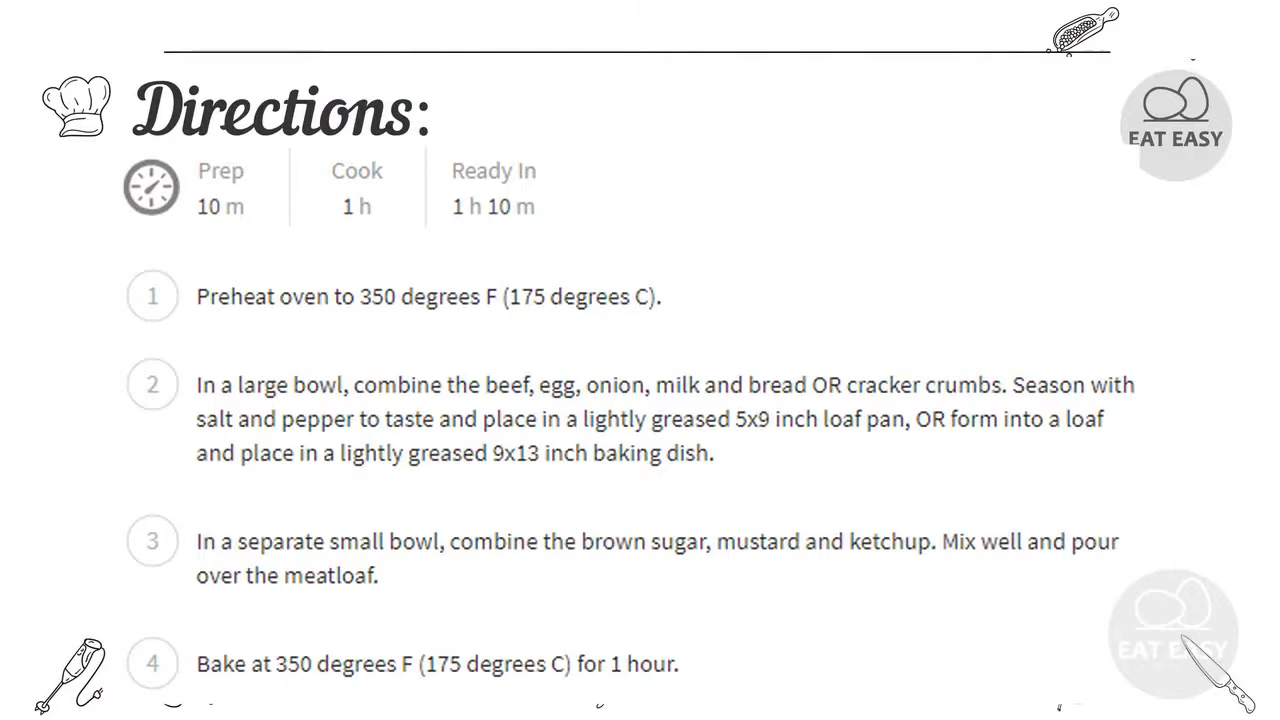 Directions:
EAT EASY
Prep
Cook
Ready In
10 m
1 h
1 h 10 m
1
Preheat oven to 350 degrees F (175 degrees C).
2
In a large bowl, combine the beef, egg, onion, milk and bread OR cracker crumbs. Season with
salt and pepper to taste and place in a lightly greased 5x9 inch loaf pan, OR form into a loaf
and place in a lightly greased 9x13 inch baking dish.
3
In a separate small bowl, combine the brown sugar, mustard and ketchup. Mix well and pour
over the meatloaf.
4
Bake at 350 degrees F (175 degrees C) for 1 hour.
EAT EASY